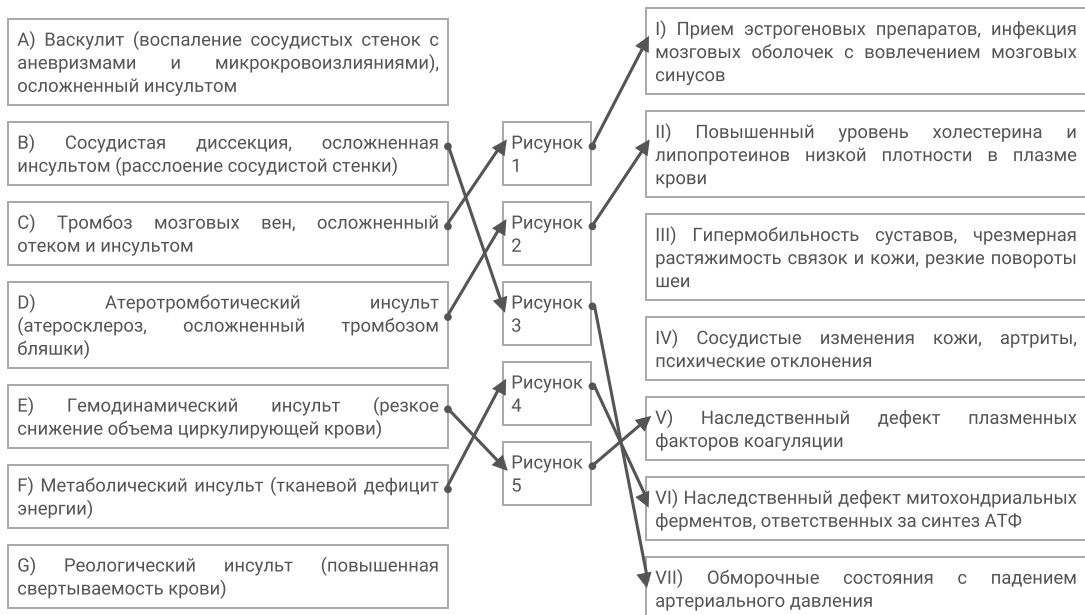 A) Васкулит (воспаление сосудистых стенок с
аневризмами и микрокровоизлияниями),
осложненный инсультом
B) Сосудистая диссекция, осложненная
инсультом (расслоение сосудистой стенки)
C) Тромбоз мозговых вен, осложненный
отеком и инсультом
D) Атеротромботический инсульт
(атеросклероз, осложненный тромбозом
бляшки)
E) Гемодинамический инсульт (резкое
снижение объема циркулирующей крови)
F) Метаболический инсульт (тканевой дефицит
энергии)
G) Реологический инсульт (повышенная
свертываемость крови)
Рисунок
1
Рисунок
2
Рисунок
3
Рисунок
4
Рисунок
5
I) Прием эстрогеновых препаратов, инфекция
мозговых оболочек с вовлечением мозговых
синусов
II) Повышенный уровень холестерина и
липопротеинов низкой плотности в плазме
крови
III) Гипермобильность суставов, чрезмерная
растяжимость связок и кожи, резкие повороты
шеи
IV) Сосудистые изменения кожи, артриты,
психические отклонения
V) Наследственный дефект плазменных
факторов коагуляции
VI) Наследственный дефект митохондриальных
ферментов, ответственных за синтез АТФ
VII) Обморочные состояния с падением
артериального давления